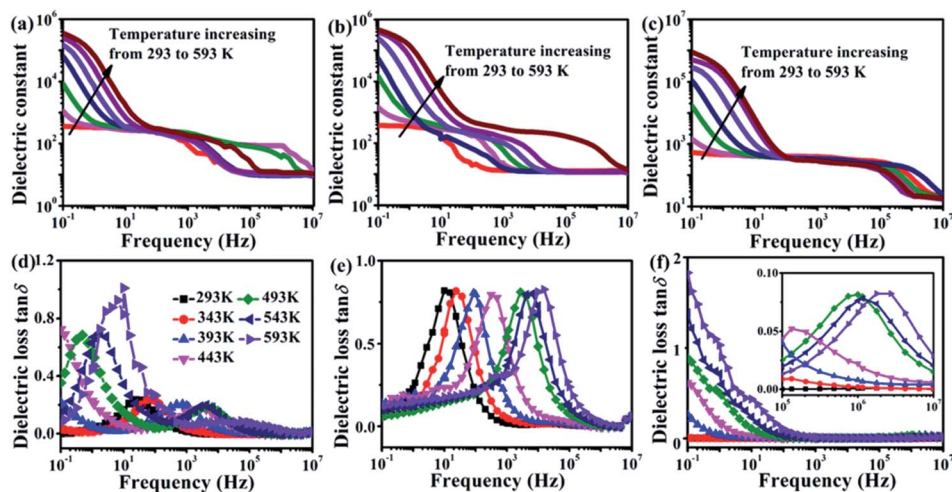 (a)
10^6
10^4
10^2
10^0
Dielectric constant
Temperature increasing
from 293 to 593 K
10^-1 10^1 10^3 10^5 10^7
Frequency (Hz)
(b)
10^6
10^4
10^2
10^0
Dielectric constant
Temperature increasing
from 293 to 593 K
10^-1 10^1 10^3 10^5 10^7
Frequency (Hz)
(c)
10^7
10^5
10^3
10^1
Dielectric constant
Temperature increasing
from 293 to 593 K
10^-1 10^1 10^3 10^5 10^7
Frequency (Hz)
(d)
1.2
0.8
0.4
0.0
Dielectric loss tanδ
293K 493K
343K 543K
393K 593K
443K
10^-1 10^1 10^3 10^5 10^7
Frequency (Hz)
(e)
1.0
0.5
0.0
Dielectric loss tanδ
10^-1 10^1 10^3 10^5 10^7
Frequency (Hz)
(f)
2
1
0
Dielectric loss tanδ
0.10
0.05
0.00
10^5 10^6 10^7
10^-1 10^1 10^3 10^5 10^7
Frequency (Hz)